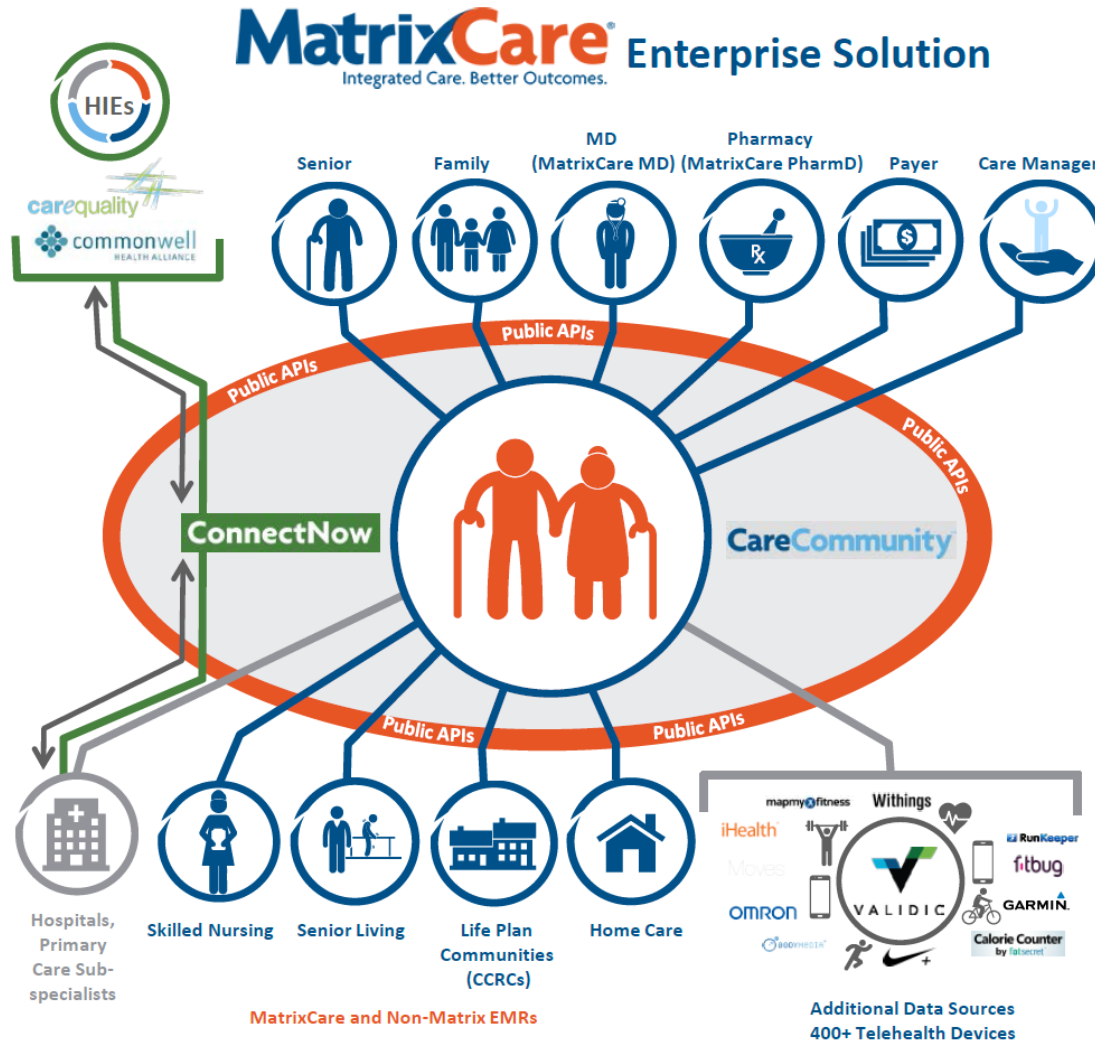 MatrixCare® Enterprise Solution
Integrated Care. Better Outcomes.
HIEs
carequality
commonwell
HEALTH ALLIANCE
Senior
Family
MD
(MatrixCare MD)
Pharmacy
(MatrixCare PharmD)
Payer
Care Manager
Rx
$
Public APIs
Public APIs
Public APIs
ConnectNow
CareCommunity
Public APIs
Public APIs
Hospitals,
Primary
Care Sub-
specialists
Skilled Nursing
Senior Living
Life Plan
Communities
(CCRCs)
Home Care
MatrixCare and Non-Matrix EMRs
mapmyfitness
Withings
iHealth
RunKeeper
Moves
fitbug
VALIDIC
OMRON
GARMIN
BODYMEDIA
Calorie Counter
by fatsecret
+
Additional Data Sources
400+ Telehealth Devices